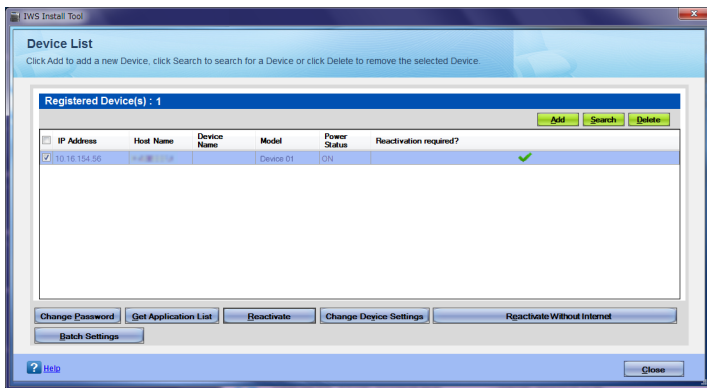 IWS Install Tool
Device List
Click Add to add a new Device, click Search to search for a Device or click Delete to remove the selected Device.
Registered Device(s) : 1
Add Search Delete
IP Address Host Name Device Name Model Power Status Reactivation required?
10.16.154.56 Device 01 ON
Change Password Get Application List Reactivate Change Device Settings Reactivate Without Internet
Batch Settings
? Help Close